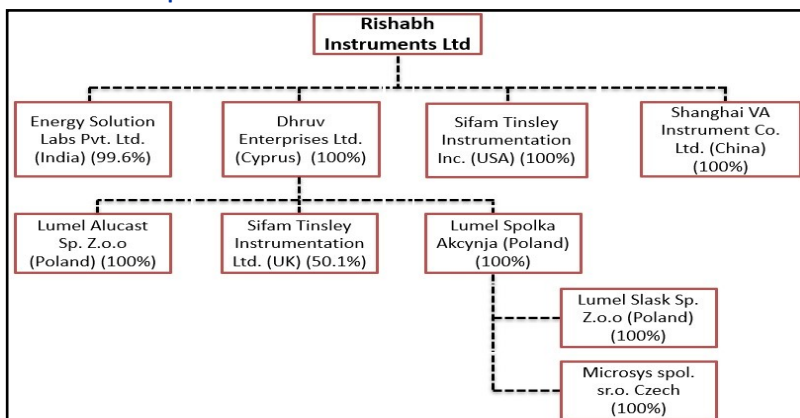 Rishabh
Instruments Ltd
Energy Solution
Labs Pvt. Ltd.
(India) (99.6%)
Dhruv
Enterprises Ltd.
(Cyprus) (100%)
Sifam Tinsley
Instrumentation
Inc. (USA) (100%)
Shanghai VA
Instrument Co.
Ltd. (China)
(100%)
Lumel Alucast
Sp. Z.o.o
(Poland) (100%)
Sifam Tinsley
Instrumentation
Ltd. (UK) (50.1%)
Lumel Spolka
Akcynja (Poland)
(100%)
Lumel Slask Sp.
Z.o.o (Poland)
(100%)
Microsys spol.
sr.o. Czech
(100%)